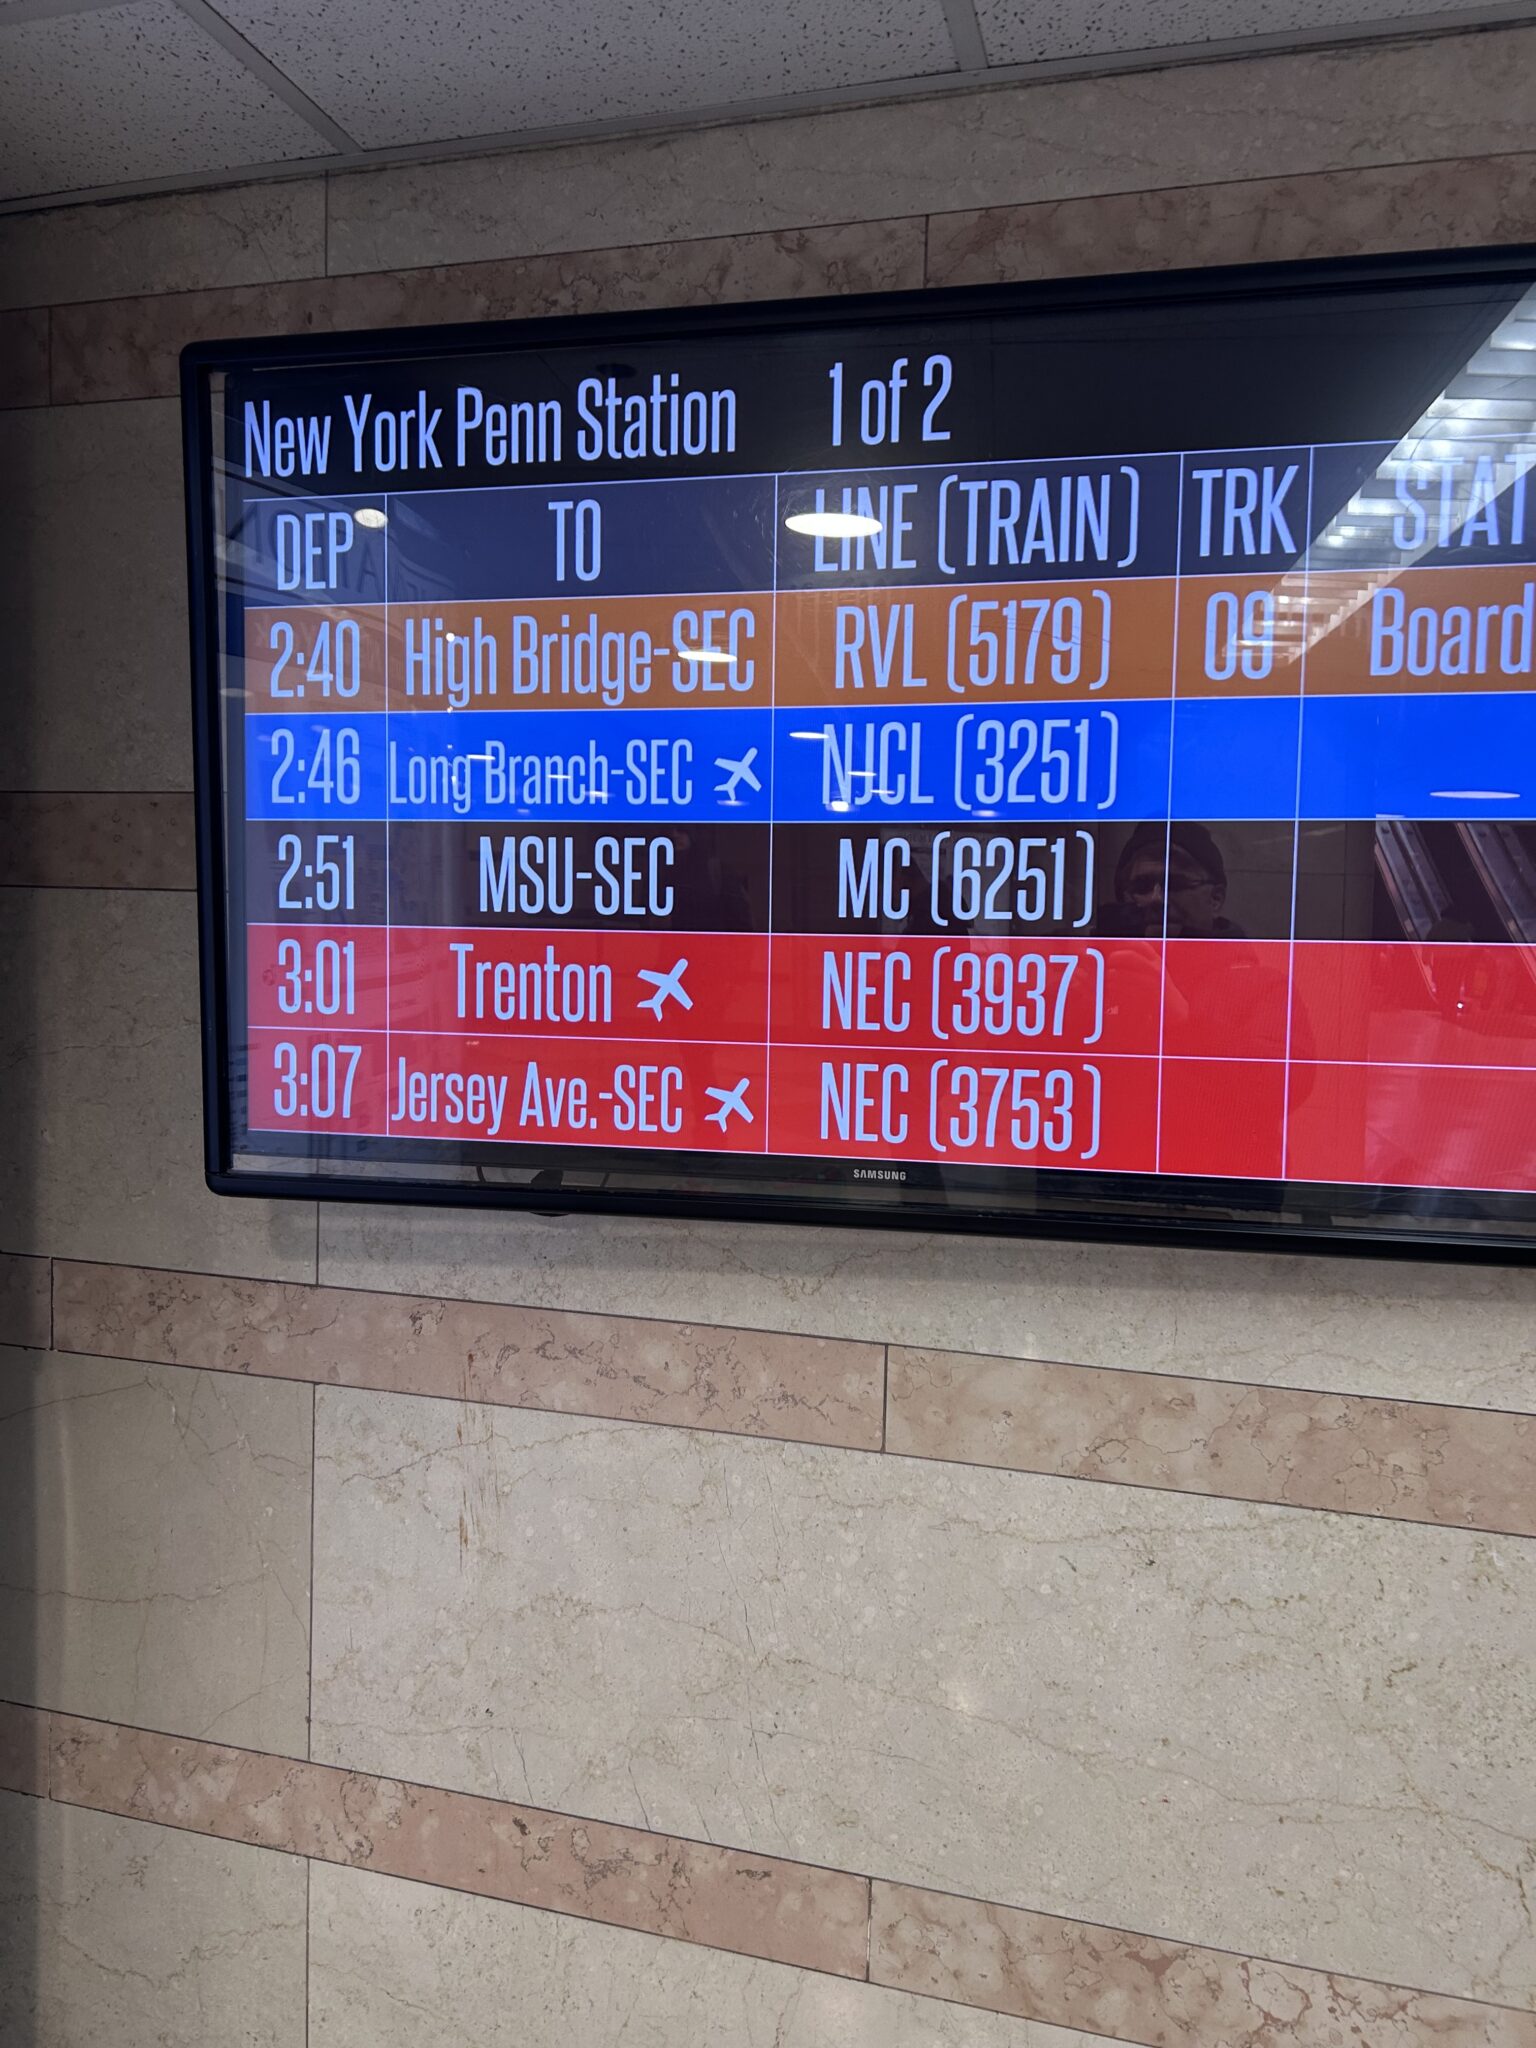 New York Penn Station 1 of 2
DEP TO LINE (TRAIN) TRK STAT
2:40 High Bridge-SEC RVL (5179) 09 Board
2:46 Long Branch-SEC ✈ NJCL (3251)
2:51 MSU-SEC MC (6251)
3:01 Trenton ✈ NEC (3937)
3:07 Jersey Ave.-SEC ✈ NEC (3753)
SAMSUNG